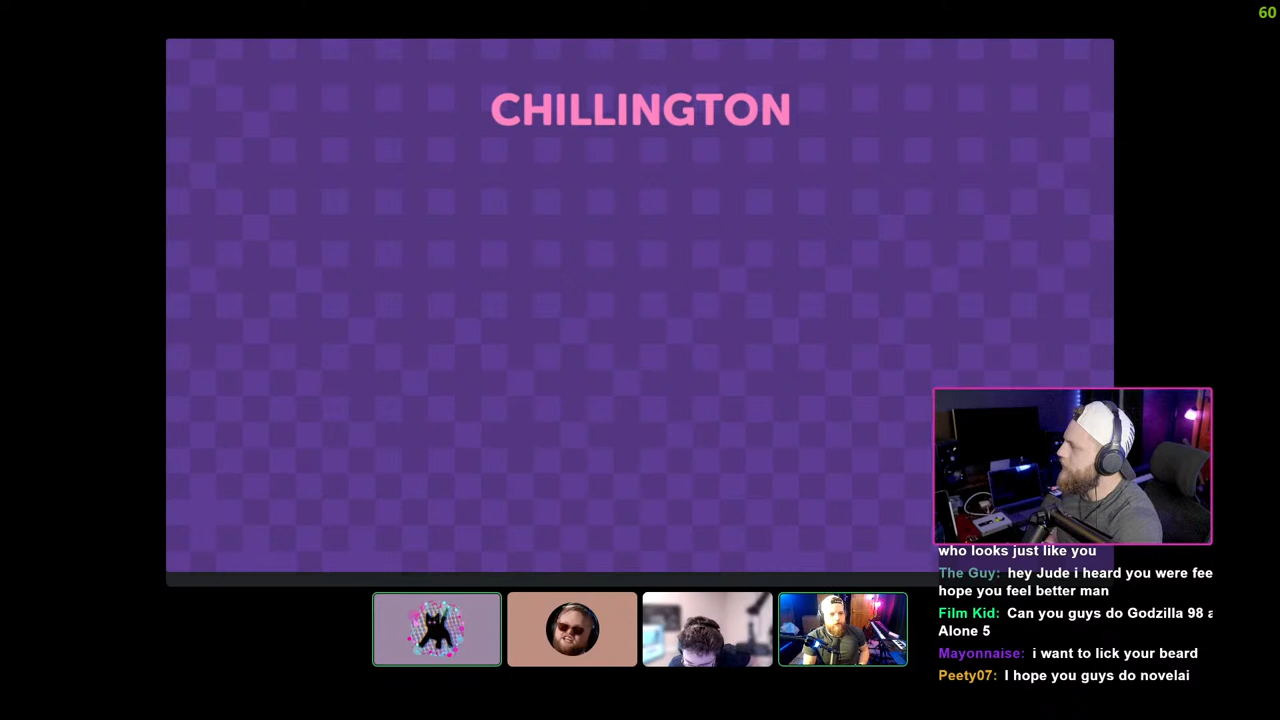 60
CHILLINGTON
who looks just like you
The Guy: hey Jude i heard you were fee
hope you feel better man
Film Kid: Can you guys do Godzilla 98 a
Alone 5
Mayonnaise: i want to lick your beard
Peety07: I hope you guys do novelai